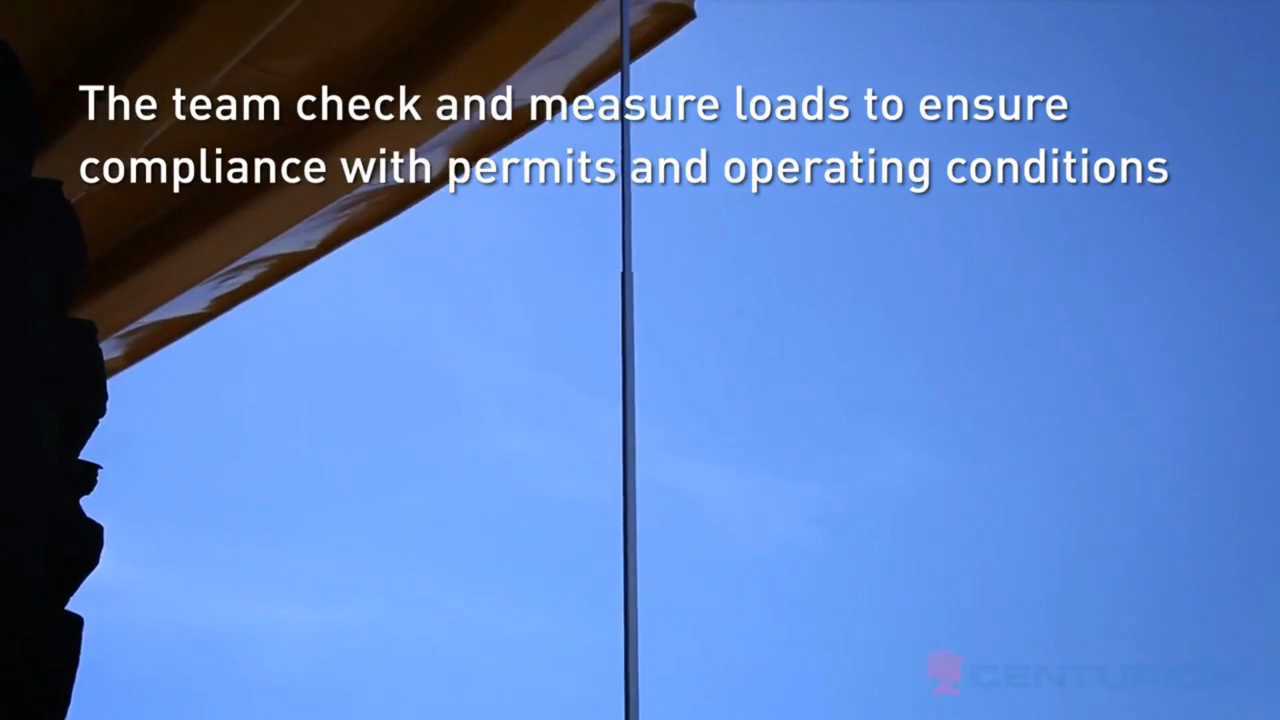 The team check and measure loads to ensure
compliance with permits and operating conditions
CENTURION